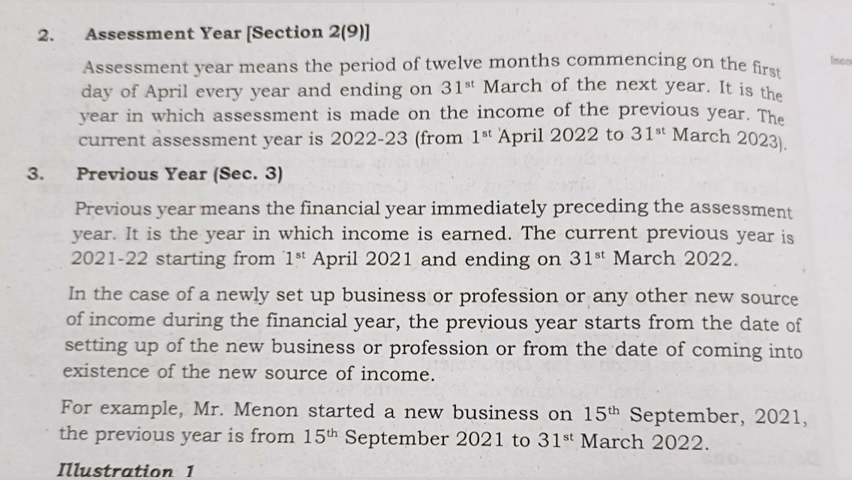 2. Assessment Year [Section 2(9)]
Assessment year means the period of twelve months commencing on the first
day of April every year and ending on 31st March of the next year. It is the
year in which assessment is made on the income of the previous year. The
current assessment year is 2022-23 (from 1st April 2022 to 31st March 2023).
3. Previous Year (Sec. 3)
Previous year means the financial year immediately preceding the assessment
year. It is the year in which income is earned. The current previous year is
2021-22 starting from 1st April 2021 and ending on 31st March 2022.
In the case of a newly set up business or profession or any other new source
of income during the financial year, the previous year starts from the date of
setting up of the new business or profession or from the date of coming into
existence of the new source of income.
For example, Mr. Menon started a new business on 15th September, 2021,
the previous year is from 15th September 2021 to 31st March 2022.
Illustration 1